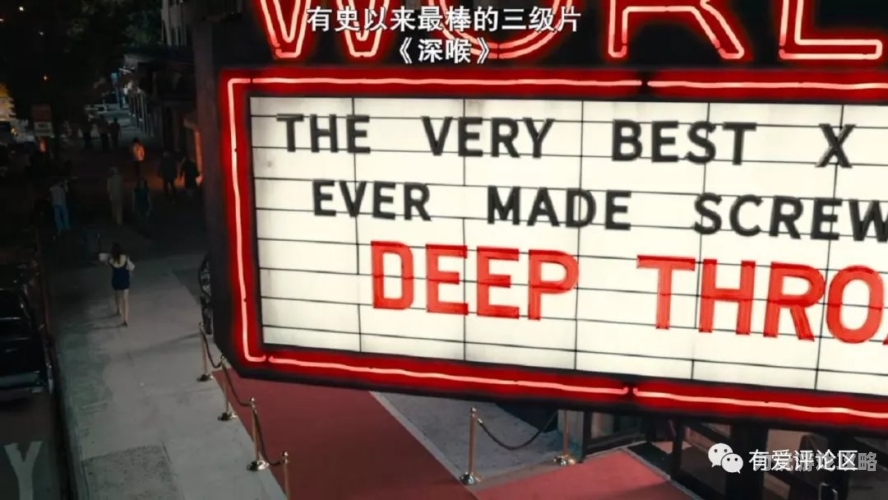 有史以来最棒的三级片
《深喉》
THE VERY BEST X
EVER MADE SCREW
DEEP THRO
Y
有爱评论区